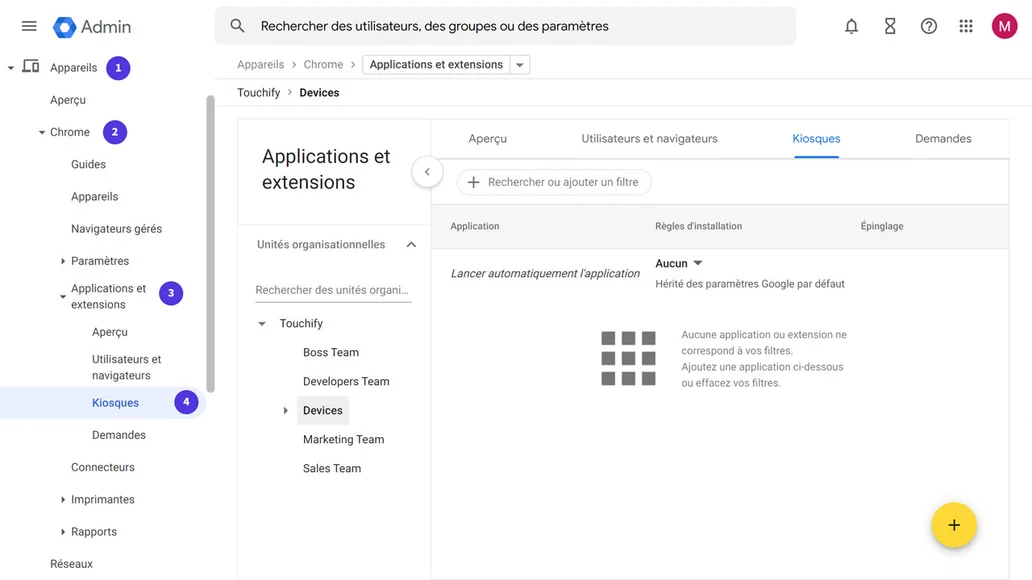 Admin
Rechercher des utilisateurs, des groupes ou des paramètres
M
Appareils 1
Aperçu
Chrome 2
Guides
Appareils
Navigateurs gérés
Paramètres
Applications et
extensions 3
Aperçu
Utilisateurs et
navigateurs
Kiosques 4
Demandes
Connecteurs
Imprimantes
Rapports
Réseaux
Appareils > Chrome > Applications et extensions
Touchify > Devices
Applications et
extensions
Unités organisationnelles
Rechercher des unités organi...
Touchify
Boss Team
Developers Team
Devices
Marketing Team
Sales Team
Aperçu Utilisateurs et navigateurs Kiosques Demandes
Rechercher ou ajouter un filtre
Application Règles d'installation Épinglage
Lancer automatiquement l'application
Aucun
Hérité des paramètres Google par défaut
Aucune application ou extension ne
correspond à vos filtres.
Ajoutez une application ci-dessous
ou effacez vos filtres.